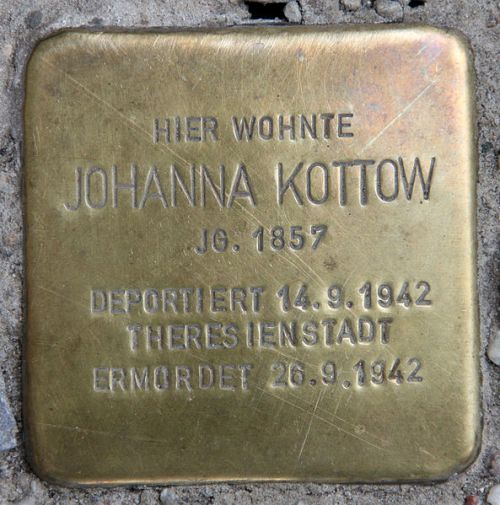 HIER WOHNTE
JOHANNA KOTTOW
JG. 1857
DEPORTIERT 14.9.1942
THERESIENSTADT
ERMORDET 26.9.1942